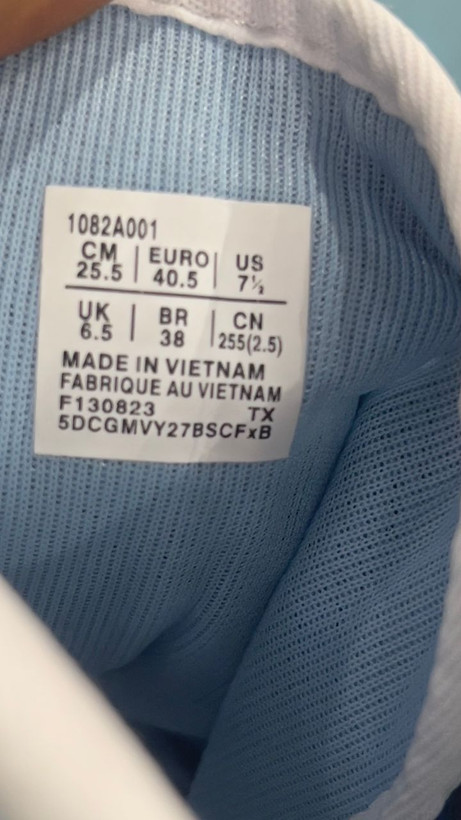 1082A001
CM 25.5 | EURO 40.5 | US 7½
UK 6.5 | BR 38 | CN 255(2.5)
MADE IN VIETNAM
FABRIQUE AU VIETNAM
F130823 TX
5DCGMVY27BSCFxB